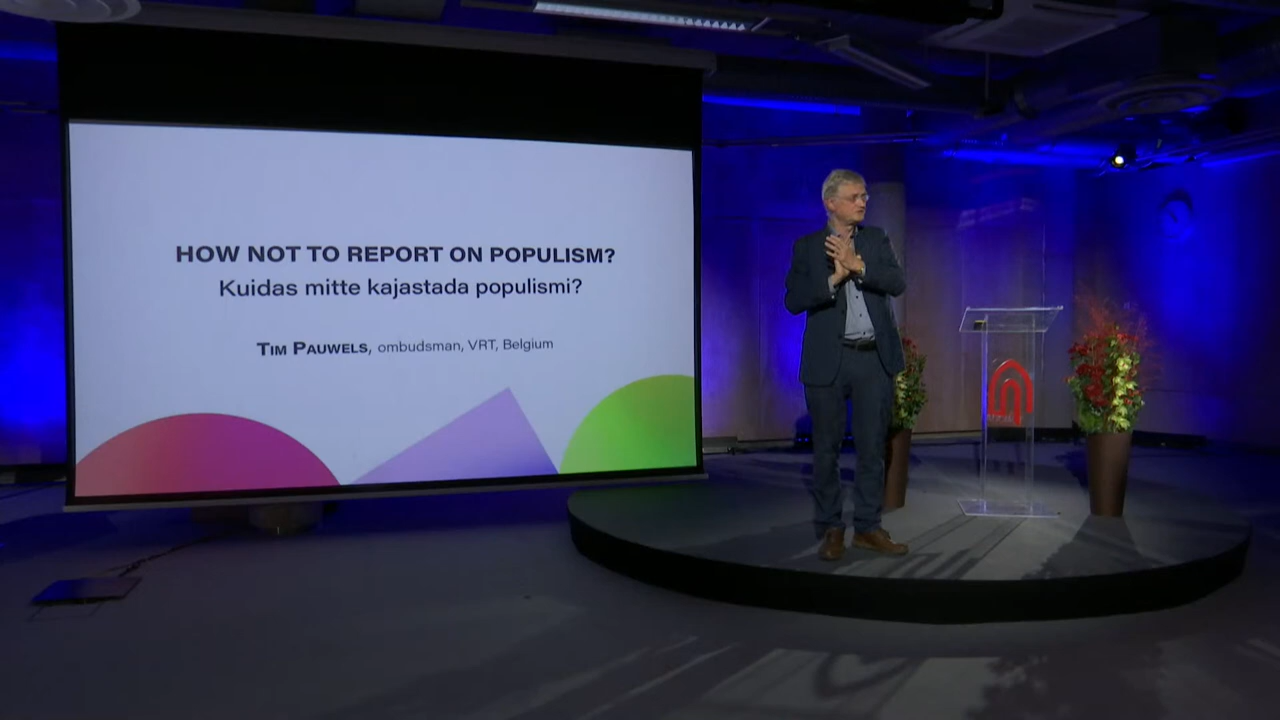 HOW NOT TO REPORT ON POPULISM?
Kuidas mitte kajastada populismi?
TIM PAUWELS, ombudsman, VRT, Belgium